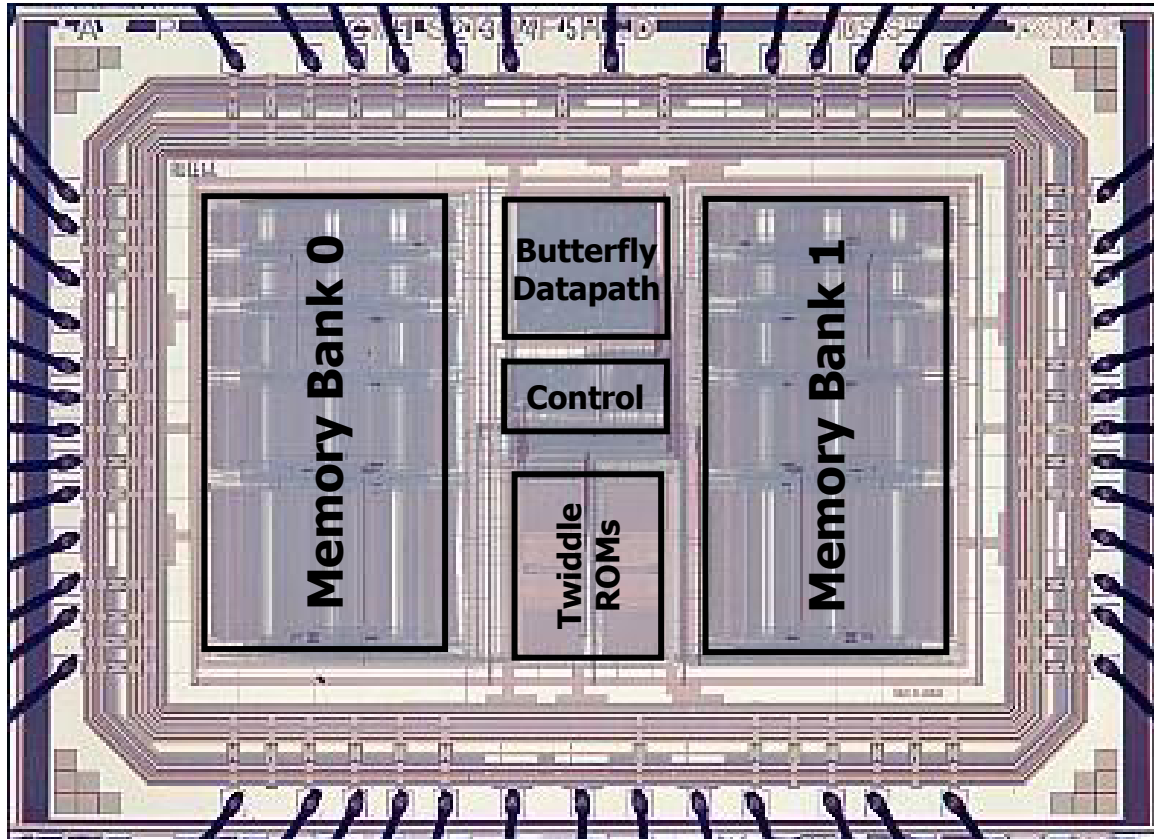 Memory Bank 0
Butterfly
Datapath
Control
Twiddle
ROMs
Memory Bank 1